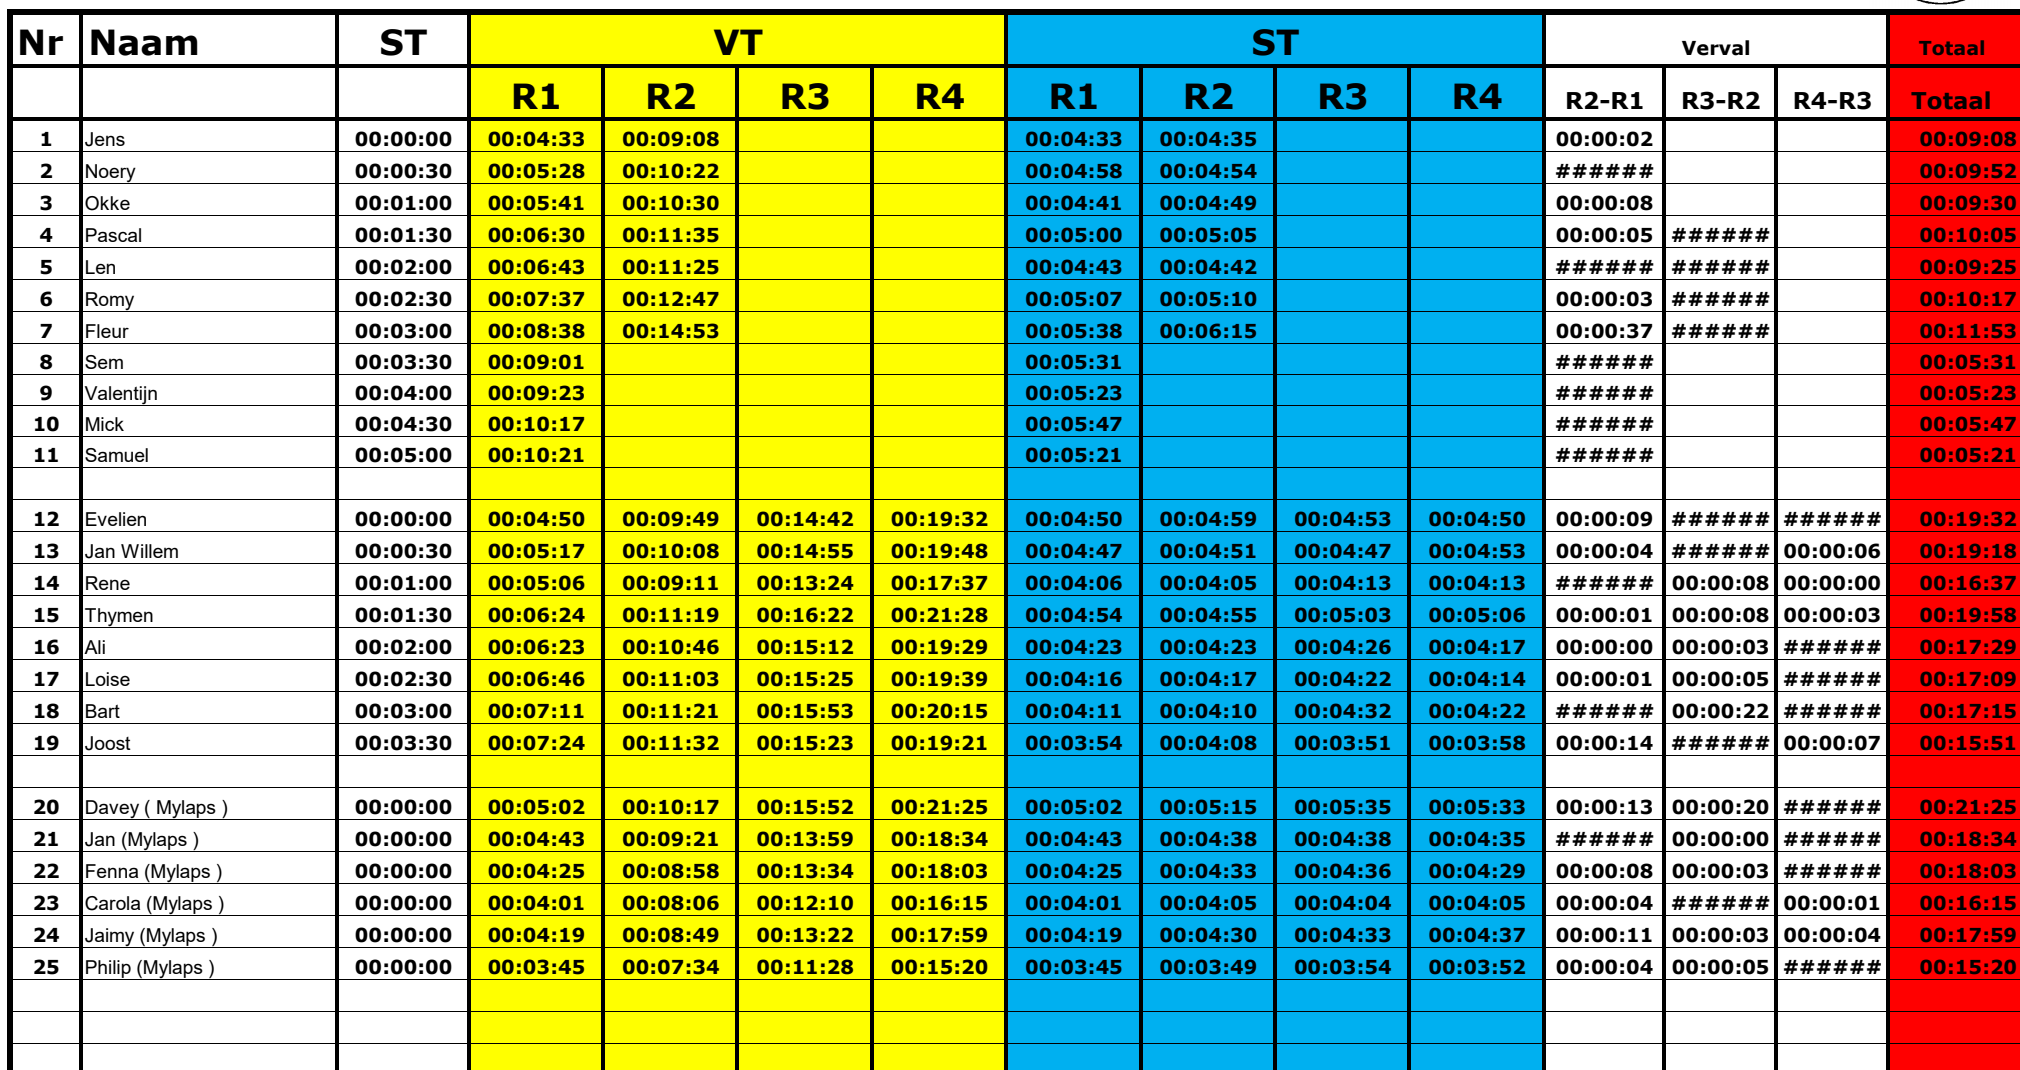 Nr Naam ST VT ST Verval Totaal
R1 R2 R3 R4 R1 R2 R3 R4 R2-R1 R3-R2 R4-R3 Totaal
1 Jens 00:00:00 00:04:33 00:09:08 00:04:33 00:04:35 00:00:02 00:09:08
2 Noery 00:00:30 00:05:28 00:10:22 00:04:58 00:04:54 ###### 00:09:52
3 Okke 00:01:00 00:05:41 00:10:30 00:04:41 00:04:49 00:00:08 00:09:30
4 Pascal 00:01:30 00:06:30 00:11:35 00:05:00 00:05:05 00:00:05 ###### 00:10:05
5 Len 00:02:00 00:06:43 00:11:25 00:04:43 00:04:42 ###### ###### 00:09:25
6 Romy 00:02:30 00:07:37 00:12:47 00:05:07 00:05:10 00:00:03 ###### 00:10:17
7 Fleur 00:03:00 00:08:38 00:14:53 00:05:38 00:06:15 00:00:37 ###### 00:11:53
8 Sem 00:03:30 00:09:01 00:05:31 ###### 00:05:31
9 Valentijn 00:04:00 00:09:23 00:05:23 ###### 00:05:23
10 Mick 00:04:30 00:10:17 00:05:47 ###### 00:05:47
11 Samuel 00:05:00 00:10:21 00:05:21 ###### 00:05:21
12 Evelien 00:00:00 00:04:50 00:09:49 00:14:42 00:19:32 00:04:50 00:04:59 00:04:53 00:04:50 00:00:09 ###### ###### 00:19:32
13 Jan Willem 00:00:30 00:05:17 00:10:08 00:14:55 00:19:48 00:04:47 00:04:51 00:04:47 00:04:53 00:00:04 ###### 00:00:06 00:19:18
14 Rene 00:01:00 00:05:06 00:09:11 00:13:24 00:17:37 00:04:06 00:04:05 00:04:13 00:04:13 ###### 00:00:08 00:00:00 00:16:37
15 Thymen 00:01:30 00:06:24 00:11:19 00:16:22 00:21:28 00:04:54 00:04:55 00:05:03 00:05:06 00:00:01 00:00:08 00:00:03 00:19:58
16 Ali 00:02:00 00:06:23 00:10:46 00:15:12 00:19:29 00:04:23 00:04:23 00:04:26 00:04:17 00:00:00 00:00:03 ###### 00:17:29
17 Loise 00:02:30 00:06:46 00:11:03 00:15:25 00:19:39 00:04:16 00:04:17 00:04:22 00:04:14 00:00:01 00:00:05 ###### 00:17:09
18 Bart 00:03:00 00:07:11 00:11:21 00:15:53 00:20:15 00:04:11 00:04:10 00:04:32 00:04:22 ###### 00:00:22 ###### 00:17:15
19 Joost 00:03:30 00:07:24 00:11:32 00:15:23 00:19:21 00:03:54 00:04:08 00:03:51 00:03:58 00:00:14 ###### 00:00:07 00:15:51
20 Davey ( Mylaps ) 00:00:00 00:05:02 00:10:17 00:15:52 00:21:25 00:05:02 00:05:15 00:05:35 00:05:33 00:00:13 00:00:20 ###### 00:21:25
21 Jan (Mylaps ) 00:00:00 00:04:43 00:09:21 00:13:59 00:18:34 00:04:43 00:04:38 00:04:38 00:04:35 ###### 00:00:00 ###### 00:18:34
22 Fenna (Mylaps ) 00:00:00 00:04:25 00:08:58 00:13:34 00:18:03 00:04:25 00:04:33 00:04:36 00:04:29 00:00:08 00:00:03 ###### 00:18:03
23 Carola (Mylaps ) 00:00:00 00:04:01 00:08:06 00:12:10 00:16:15 00:04:01 00:04:05 00:04:04 00:04:05 00:00:04 ###### 00:00:01 00:16:15
24 Jaimy (Mylaps ) 00:00:00 00:04:19 00:08:49 00:13:22 00:17:59 00:04:19 00:04:30 00:04:33 00:04:37 00:00:11 00:00:03 00:00:04 00:17:59
25 Philip (Mylaps ) 00:00:00 00:03:45 00:07:34 00:11:28 00:15:20 00:03:45 00:03:49 00:03:54 00:03:52 00:00:04 00:00:05 ###### 00:15:20